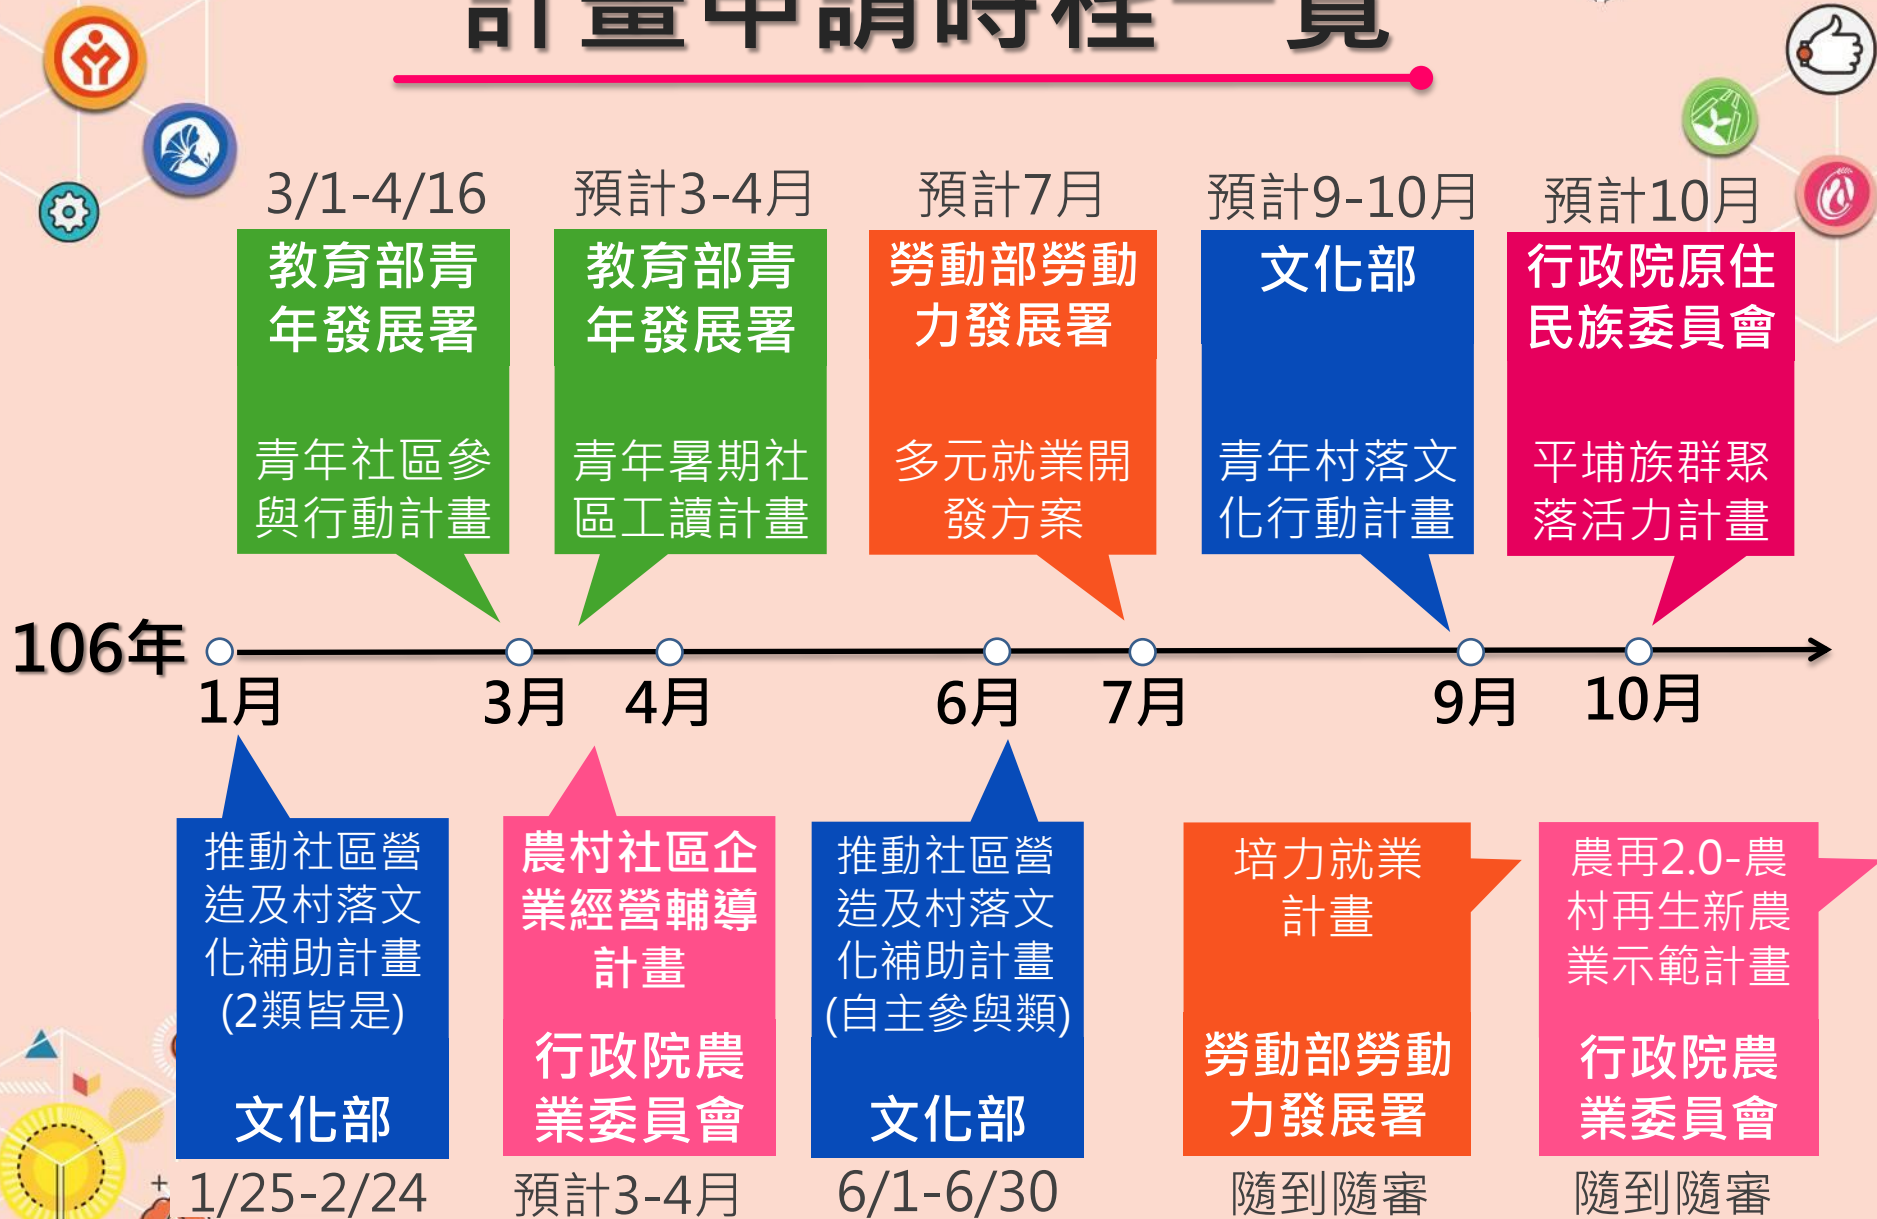 計畫申請時程一覽
3/1-4/16
教育部青
年發展署
青年社區參
與行動計畫
預計3-4月
教育部青
年發展署
青年暑期社
區工讀計畫
預計7月
勞動部勞動
力發展署
多元就業開
發方案
預計9-10月
文化部
青年村落文
化行動計畫
預計10月
行政院原住
民族委員會
平埔族群聚
落活力計畫
106年
1月
3月
4月
6月
7月
9月
10月
推動社區營
造及村落文
化補助計畫
(2類皆是)
文化部
1/25-2/24
農村社區企
業經營輔導
計畫
行政院農
業委員會
預計3-4月
推動社區營
造及村落文
化補助計畫
(自主參與類)
文化部
6/1-6/30
培力就業
計畫
勞動部勞動
力發展署
隨到隨審
農再2.0-農
村再生新農
業示範計畫
行政院農
業委員會
隨到隨審